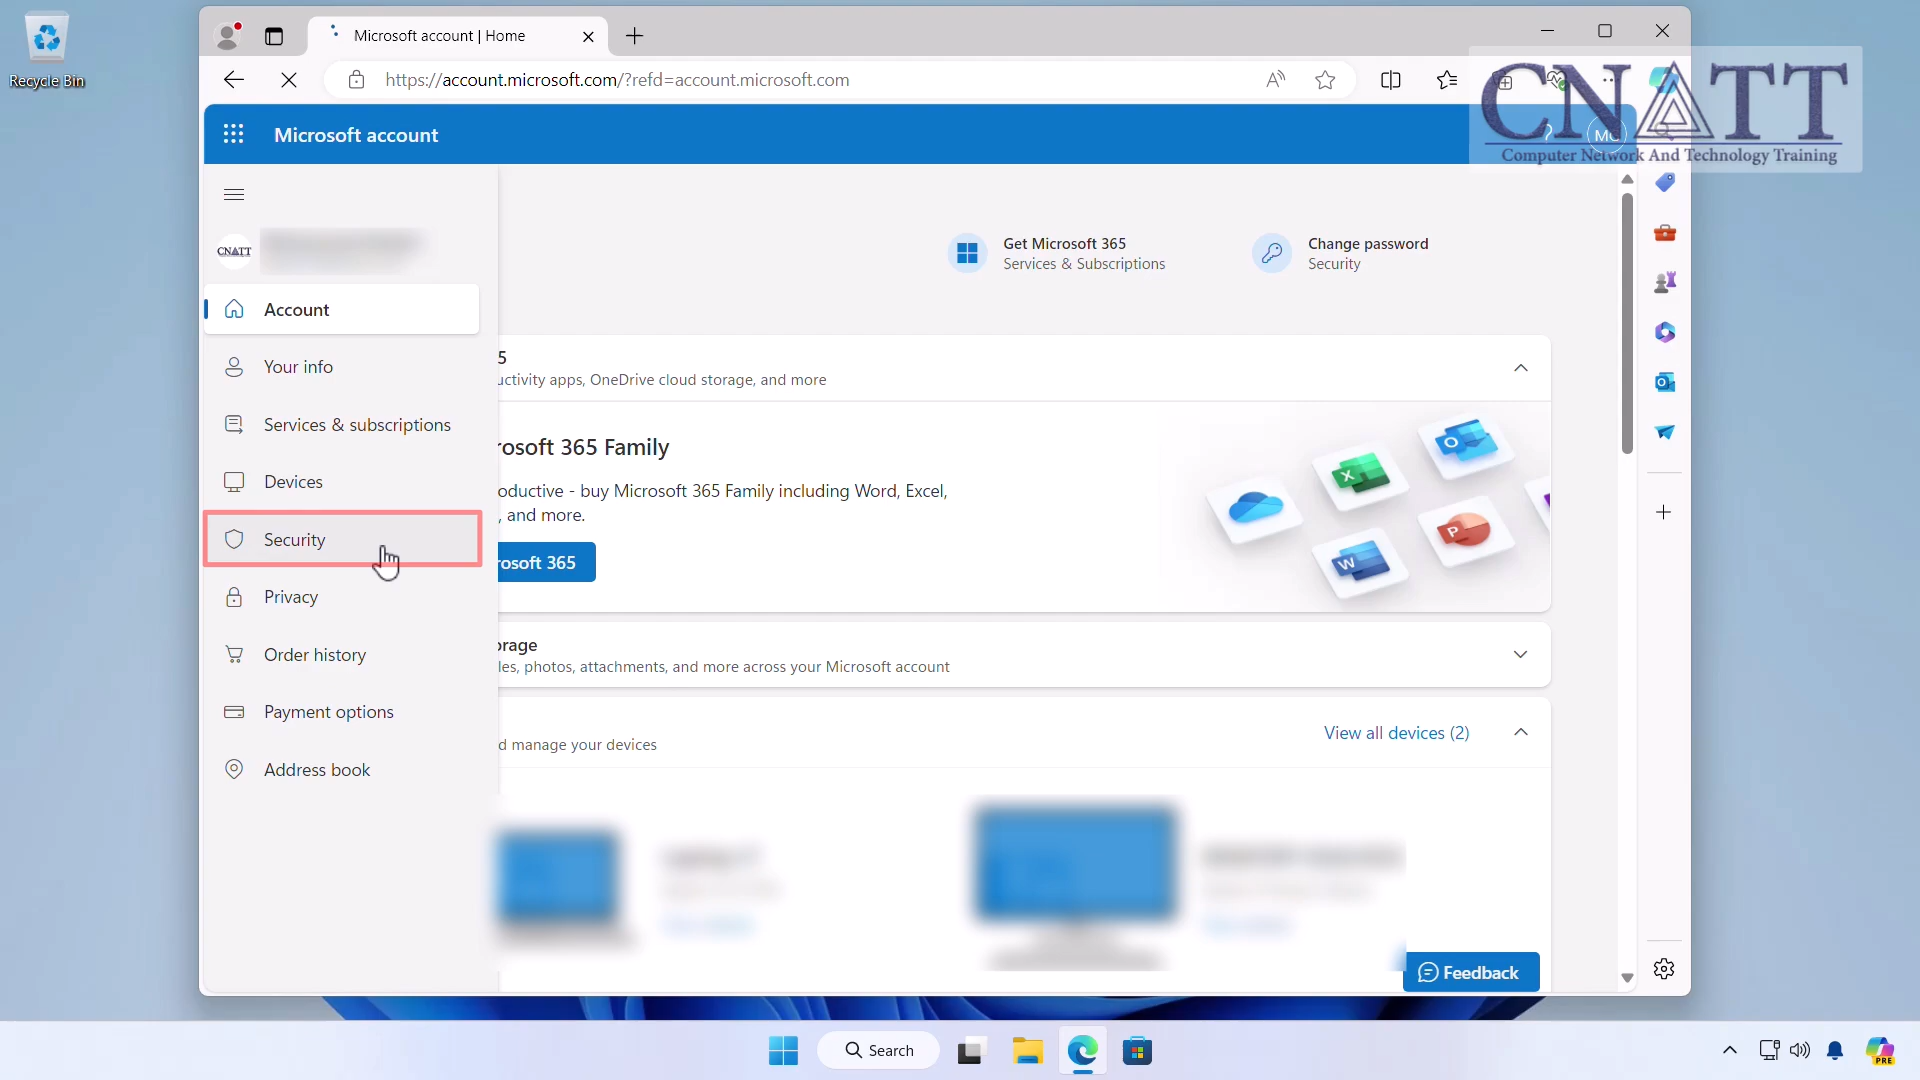 Recycle Bin
Microsoft account | Home
https://account.microsoft.com/?refd=account.microsoft.com
CNATT
Computer Network And Technology Training
Microsoft account
?
CNATT
Get Microsoft 365
Services & Subscriptions
Change password
Security
Account
Your info
Services & subscriptions
Devices
Security
Privacy
Order history
Payment options
Address book
5
uctivity apps, OneDrive cloud storage, and more
rosoft 365 Family
oductive - buy Microsoft 365 Family including Word, Excel,
, and more.
rosoft 365
orage
les, photos, attachments, and more across your Microsoft account
View all devices (2)
d manage your devices
Feedback
Search
PRE